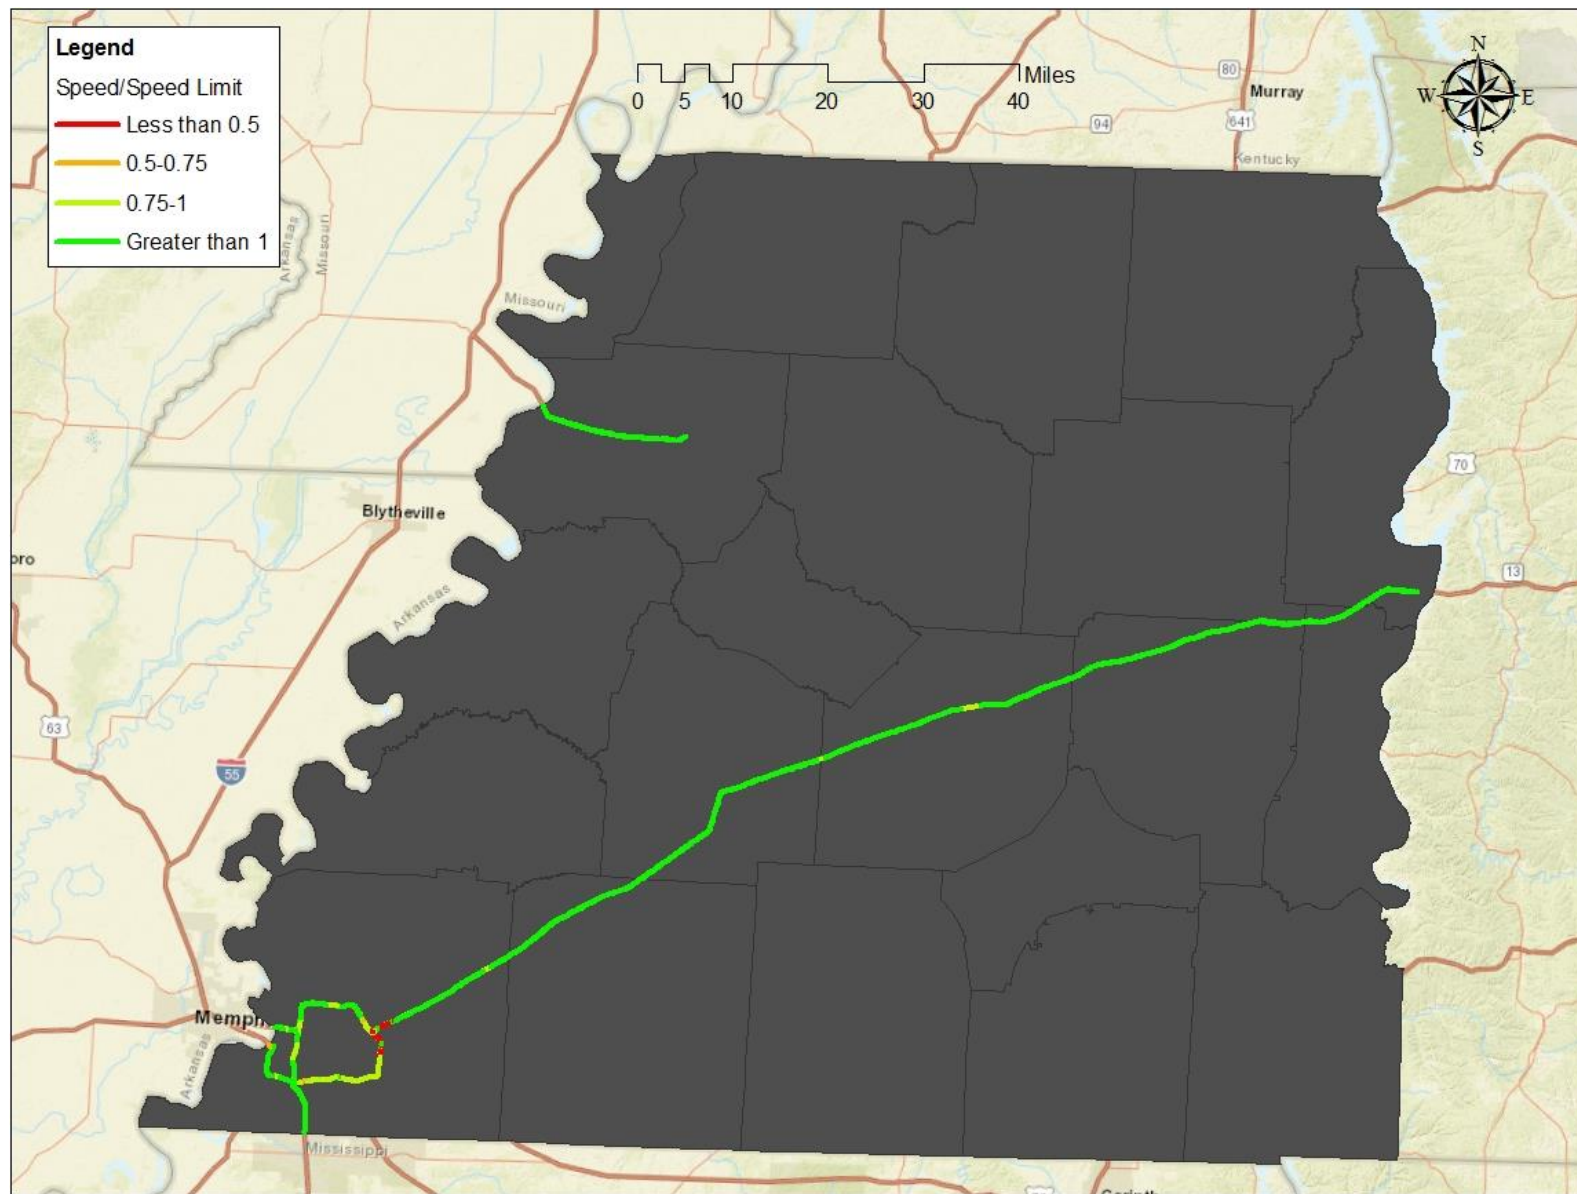 Legend
Speed/Speed Limit
Less than 0.5
0.5-0.75
0.75-1
Greater than 1
Miles
0 5 10 20 30 40
N
W E
S
80
Murray
94
641
Kentucky
Arkansas
Missouri
Missouri
70
Blytheville
oro
13
Arkansas
63
55
Memph
Arkansas
Mississippi